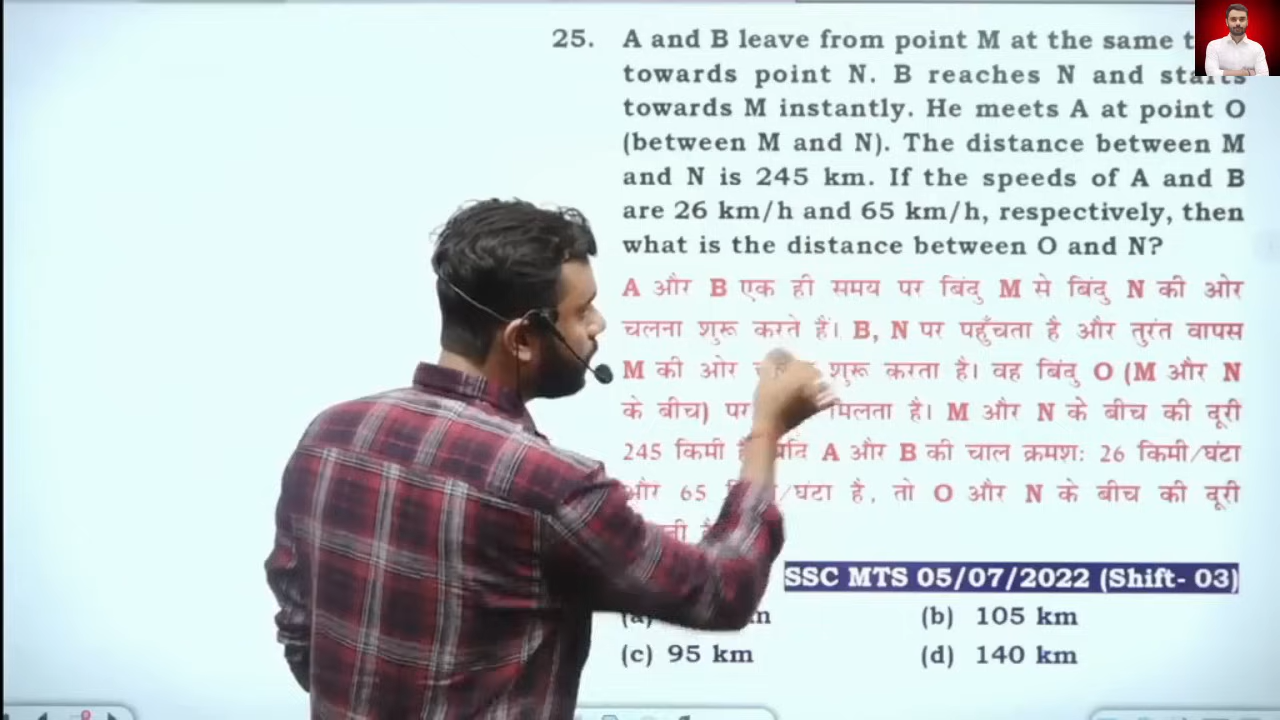 25. A and B leave from point M at the same
towards point N. B reaches N and starts
towards M instantly. He meets A at point O
(between M and N). The distance between M
and N is 245 km. If the speeds of A and B
are 26 km/h and 65 km/h, respectively, then
what is the distance between O and N?
A और B एक ही समय पर बिंदु M से बिंदु N की ओर
चलना शुरू करते हैं। B, N पर पहुँचता है और तुरंत वापस
M की ओर शुरू करता है। वह बिंदु O (M और N
के बीच) पर मिलता है। M और N के बीच की दूरी
245 किमी यदि A और B की चाल क्रमश: 26 किमी/घंटा
और 65 /घंटा है, तो O और N के बीच की दूरी
SSC MTS 05/07/2022 (Shift- 03)
(a) (b) 105 km
(c) 95 km (d) 140 km